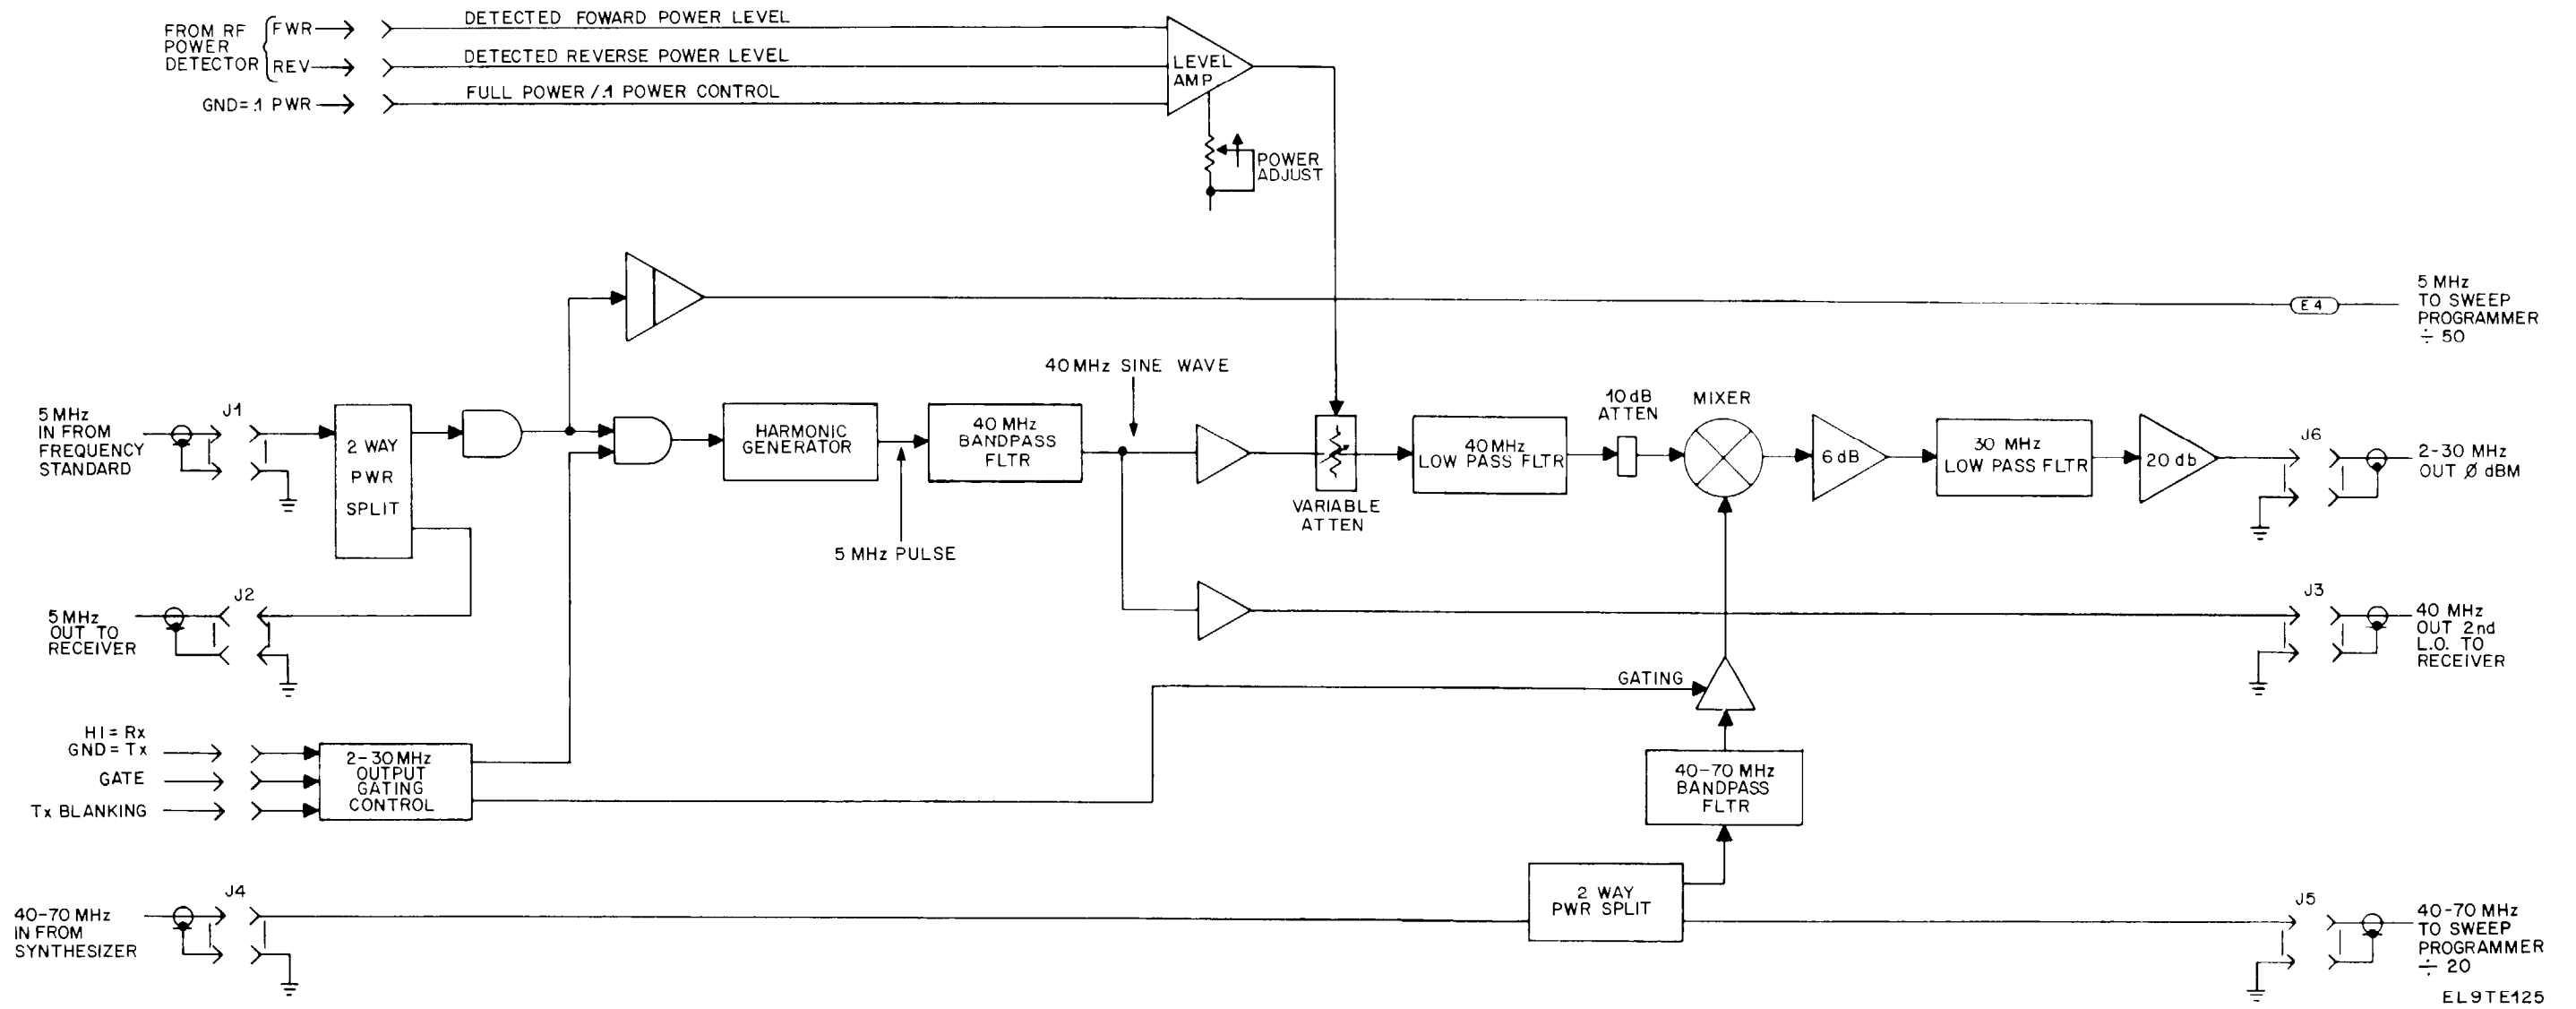 FROM RF
POWER
DETECTOR
FWR
REV
GND= .1 PWR
DETECTED FOWARD POWER LEVEL
DETECTED REVERSE POWER LEVEL
FULL POWER /.1 POWER CONTROL
LEVEL
AMP
POWER
ADJUST
5 MHz
TO SWEEP
PROGRAMMER
÷ 50
E4
5 MHz
IN FROM
FREQUENCY
STANDARD
J1
2 WAY
PWR
SPLIT
HARMONIC
GENERATOR
5 MHz PULSE
40 MHz
BANDPASS
FLTR
40 MHz SINE WAVE
VARIABLE
ATTEN
40 MHz
LOW PASS FLTR
10 dB
ATTEN
MIXER
6 dB
30 MHz
LOW PASS FLTR
20 db
J6
2-30 MHz
OUT Ø dBM
5 MHz
OUT TO
RECEIVER
J2
J3
40 MHz
OUT 2nd
L.O. TO
RECEIVER
HI = Rx
GND = Tx
GATE
Tx BLANKING
2-30 MHz
OUTPUT
GATING
CONTROL
GATING
40-70 MHz
BANDPASS
FLTR
40-70 MHz
IN FROM
SYNTHESIZER
J4
2 WAY
PWR SPLIT
J5
40-70 MHz
TO SWEEP
PROGRAMMER
÷ 20
EL9TE125